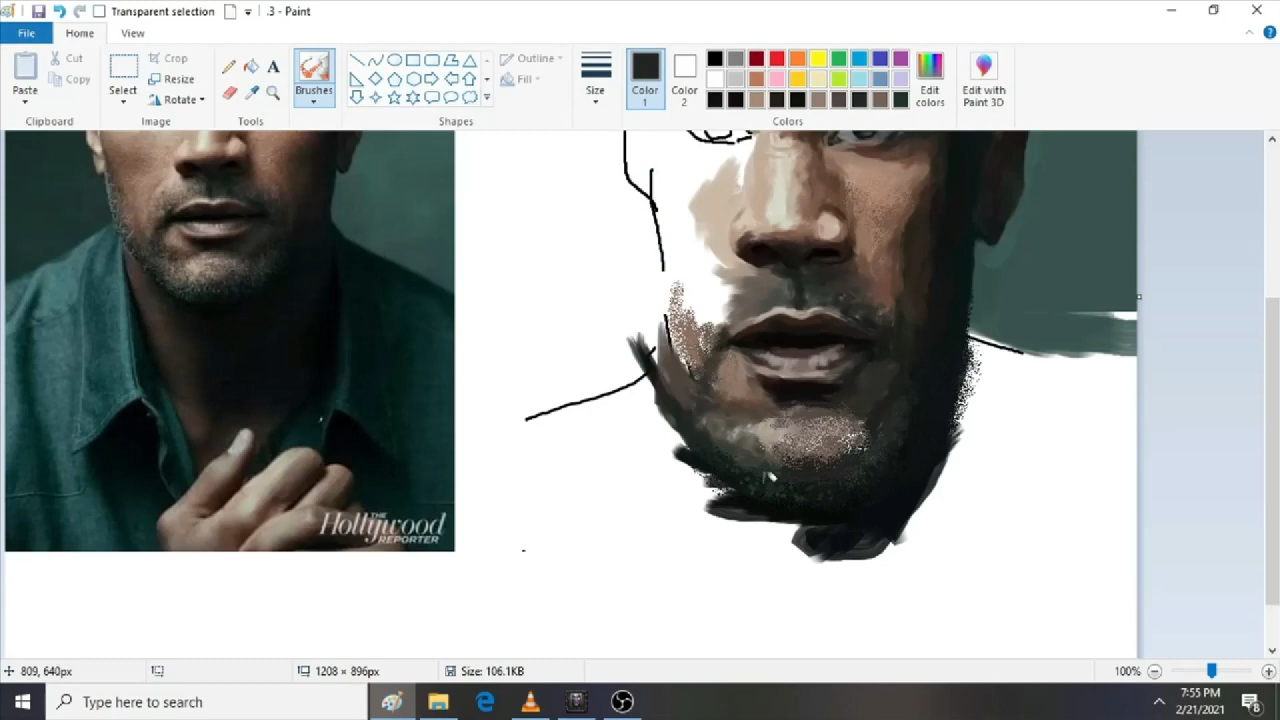 Transparent selection
.3 - Paint
File
Home
View
Paste
Cut
Copy
Clipboard
Select
Crop
Resize
Rotate
Image
A
Tools
Brushes
Outline
Fill
Shapes
Size
Color 1
Color 2
Edit colors
Edit with Paint 3D
Colors
THE
Hollywood
REPORTER
809, 640px
1208 × 896px
Size: 106.1KB
100%
Type here to search
7:55 PM
2/21/2021
8